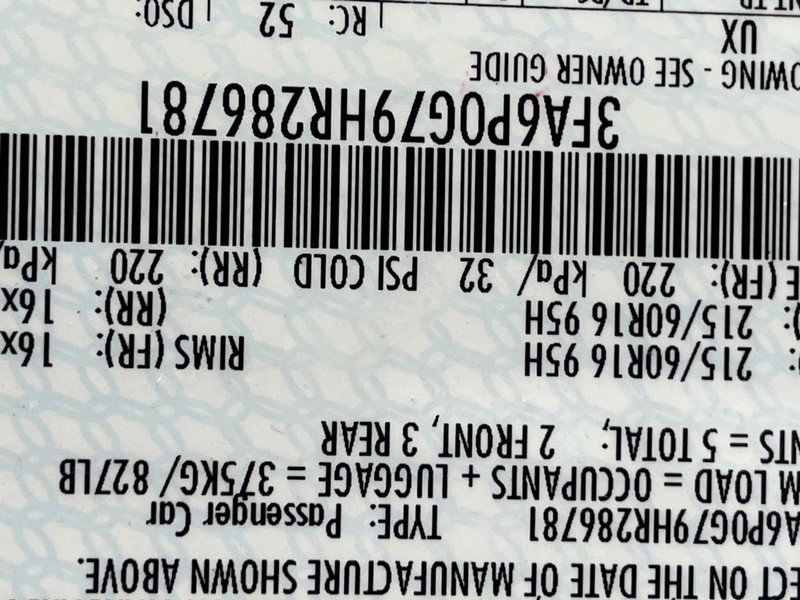 ECT ON THE DATE OF MANUFACTURE SHOWN ABOVE.
A6P0G79HR286781 TYPE: Passenger Car
M LOAD = OCCUPANTS + LUGGAGE = 375KG/ 827LB
NTS = 5 TOTAL: 2 FRONT, 3 REAR
: 215/60R16 95H RIMS (FR): 16x
): 215/60R16 95H (RR): 16x
E (FR): 220 kPa/ 32 PSI COLD (RR): 220 kPa/
3FA6P0G79HR286781
OWING - SEE OWNER GUIDE
UX
RC: 52 DSO: